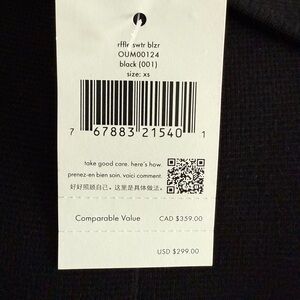 rfflr swtr blzr
OUM00124
black (001)
size: xs
7 67883 21540 1
take good care. here's how.
prenez-en bien soin, voici comment.
好好照顾自己。这里是具体做法。
Comparable Value CAD $359.00
USD $299.00